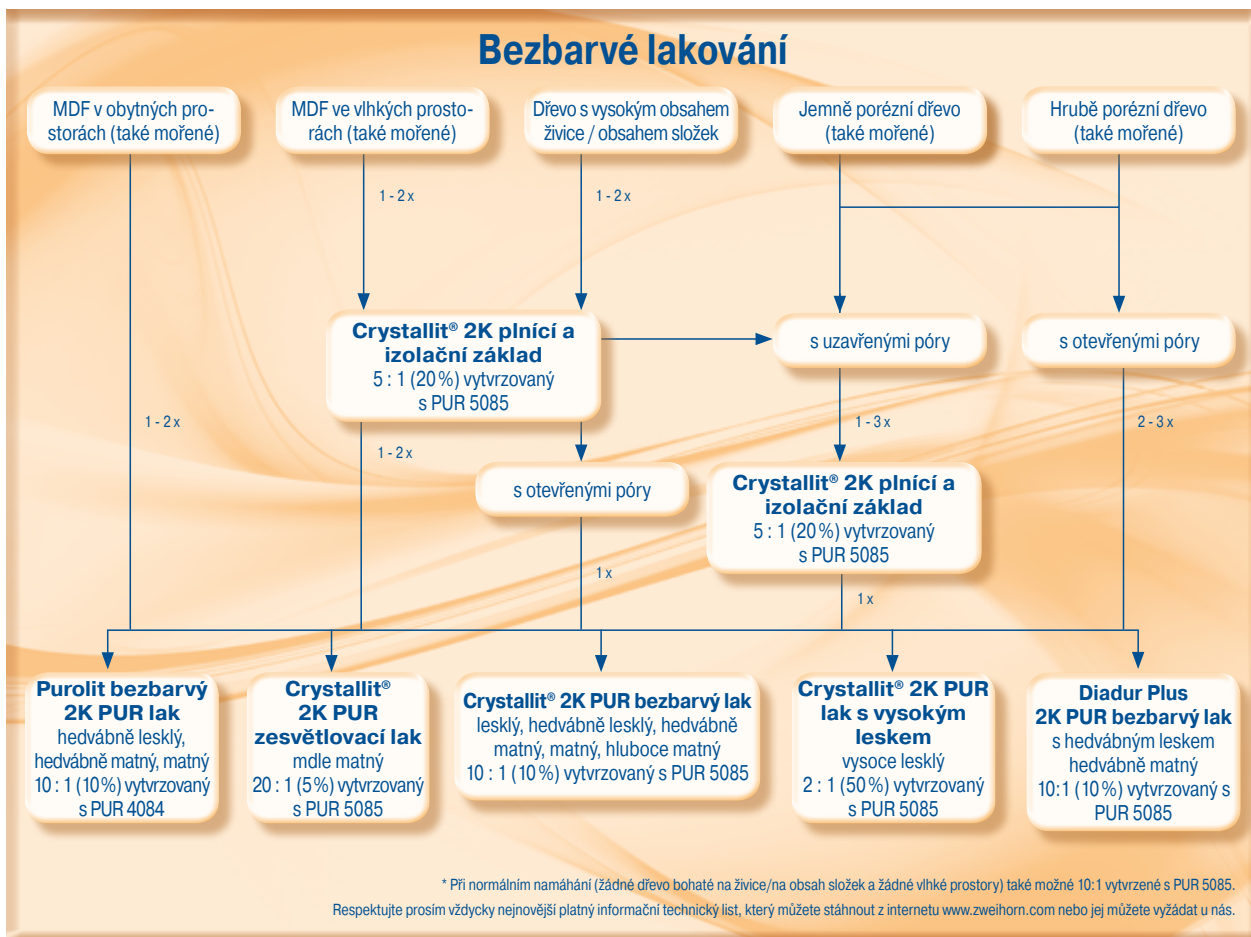 Bezbarvé lakování
MDF v obytných pro-
storách (také mořené)
MDF ve vlhkých prosto-
rách (také mořené)
Dřevo s vysokým obsahem
živice / obsahem složek
Jemně porézní dřevo
(také mořené)
Hrubě porézní dřevo
(také mořené)
1 - 2 x
1 - 2 x
Crystallit® 2K plnící a
izolační základ
5 : 1 (20 %) vytvrzovaný
s PUR 5085
s uzavřenými póry
s otevřenými póry
1 - 2 x
1 - 2 x
1 - 3 x
2 - 3 x
s otevřenými póry
Crystallit® 2K plnící a
izolační základ
5 : 1 (20 %) vytvrzovaný
s PUR 5085
1 x
1 x
Purolit bezbarvý
2K PUR lak
hedvábně lesklý,
hedvábně matný, matný
10 : 1 (10 %) vytvrzovaný
s PUR 4084
Crystallit®
2K PUR
zesvětlovací lak
mdle matný
20 : 1 (5 %) vytvrzovaný
s PUR 5085
Crystallit® 2K PUR bezbarvý lak
lesklý, hedvábně lesklý, hedvábně
matný, matný, hluboce matný
10 : 1 (10 %) vytvrzovaný s PUR 5085
Crystallit® 2K PUR
lak s vysokým
leskem
vysoce lesklý
2 : 1 (50 %) vytvrzovaný
s PUR 5085
Diadur Plus
2K PUR bezbarvý lak
s hedvábným leskem
hedvábně matný
10:1 (10 %) vytvrzovaný s
PUR 5085
* Při normálním namáhání (žádné dřevo bohaté na živice/na obsah složek a žádné vlhké prostory) také možné 10:1 vytvrzené s PUR 5085.
Respektujte prosím vždycky nejnovější platný informační technický list, který můžete stáhnout z internetu www.zweihorn.com nebo jej můžete vyžádat u nás.